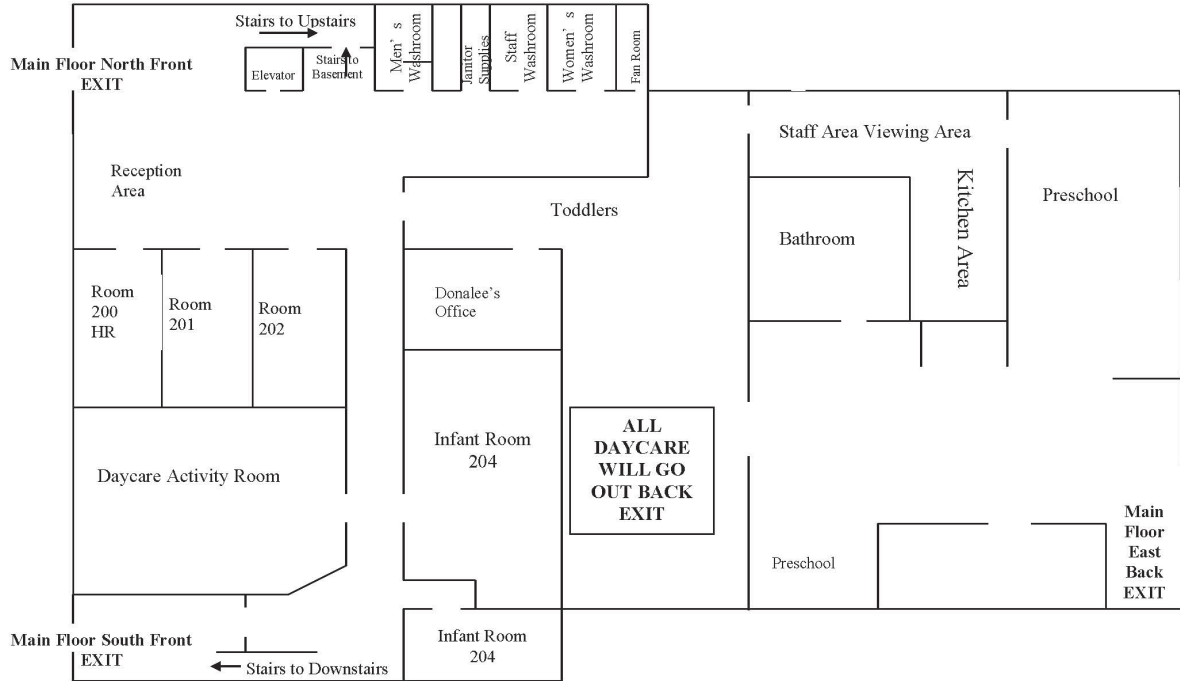 Stairs to Upstairs
Main Floor North Front
EXIT
Elevator
Stairs to
Basement
Men’ s
Washroom
Janitor
Supplies
Staff
Washroom
Women’ s
Washroom
Fan Room
Reception
Area
Toddlers
Staff Area Viewing Area
Kitchen Area
Preschool
Bathroom
Room
200
HR
Room
201
Room
202
Donalee’s
Office
Daycare Activity Room
Infant Room
204
ALL
DAYCARE
WILL GO
OUT BACK
EXIT
Preschool
Main
Floor
East
Back
EXIT
Main Floor South Front
EXIT
Stairs to Downstairs
Infant Room
204